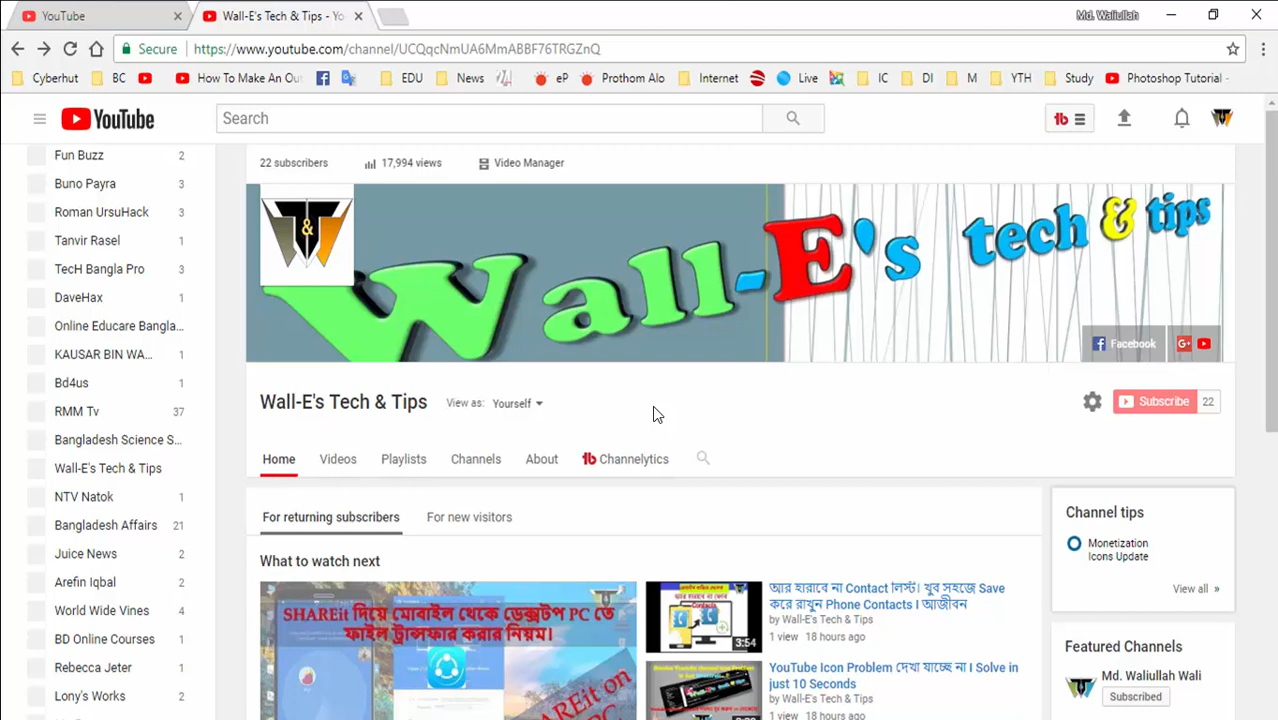 YouTube
Wall-E's Tech & Tips - Yo
Md. Waliullah
Secure
https://www.youtube.com/channel/UCQqcNmUA6MmABBF76TRGZnQ
Cyberhut
BC
How To Make An Out
EDU
News
eP
Prothom Alo
Internet
Live
IC
DI
M
YTH
Study
Photoshop Tutorial -
YouTube
Search
Fun Buzz 2
Buno Payra 3
Roman UrsuHack 3
Tanvir Rasel 1
TecH Bangla Pro 3
DaveHax 1
Online Educare Bangla...
KAUSAR BIN WA... 1
Bd4us 1
RMM Tv 37
Bangladesh Science S...
Wall-E's Tech & Tips
NTV Natok 1
Bangladesh Affairs 21
Juice News 2
Arefin Iqbal 2
World Wide Vines 4
BD Online Courses 1
Rebecca Jeter 1
Lony's Works 2
22 subscribers
17,994 views
Video Manager
W&T
Wall-E's tech & tips
Facebook
Wall-E's Tech & Tips
View as: Yourself
Subscribe 22
Home
Videos
Playlists
Channels
About
Channelytics
For returning subscribers
For new visitors
What to watch next
SHAREit দিয়ে মোবাইল থেকে ডেক্সটপ PC তে
ফাইল ট্রান্সফার করার নিয়ম।
SHAREit on
আর হারাবে না Contact লিস্ট। খুব সহজে Save
করে রাখুন Phone Contacts I আজীবন
by Wall-E's Tech & Tips
1 view 18 hours ago
3:54
YouTube Icon Problem দেখা যাচ্ছে না I Solve in
just 10 Seconds
by Wall-E's Tech & Tips
1 view 18 hours ago
Channel tips
Monetization
Icons Update
View all »
Featured Channels
Md. Waliullah Wali
Subscribed